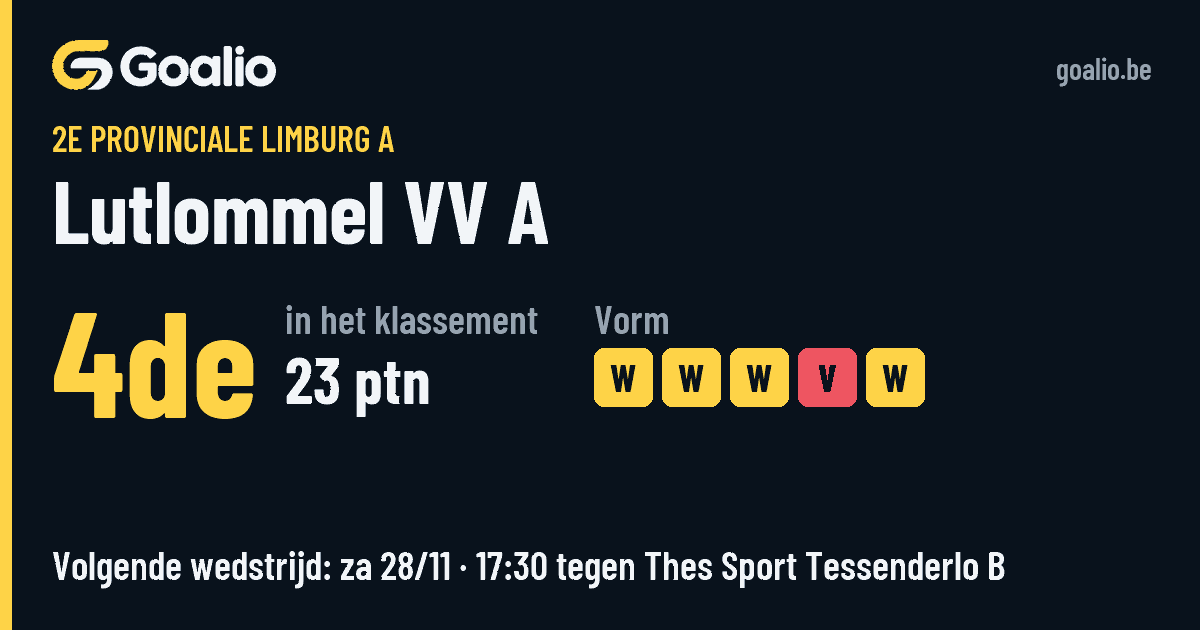 Goalio
goalio.be
2E PROVINCIALE LIMBURG A
Lutlommel VV A
4de
in het klassement
23 ptn
Vorm
W W W V W
Volgende wedstrijd: za 28/11 · 17:30 tegen Thes Sport Tessenderlo B